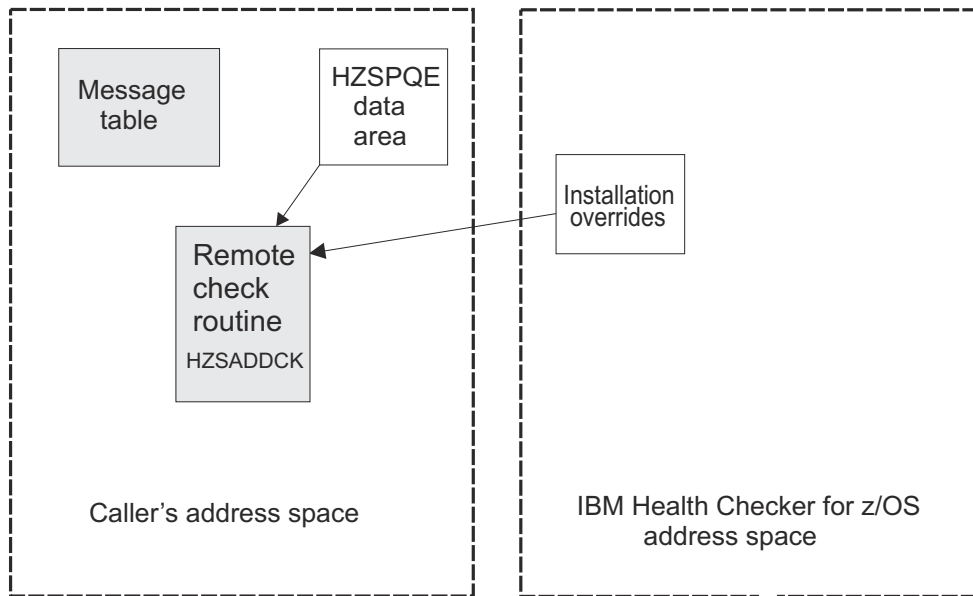 Message
table
HZSPQE
data
area
Installation
overrides
Remote
check
routine
HZSADDCK
Caller's address space
IBM Health Checker for z/OS
address space